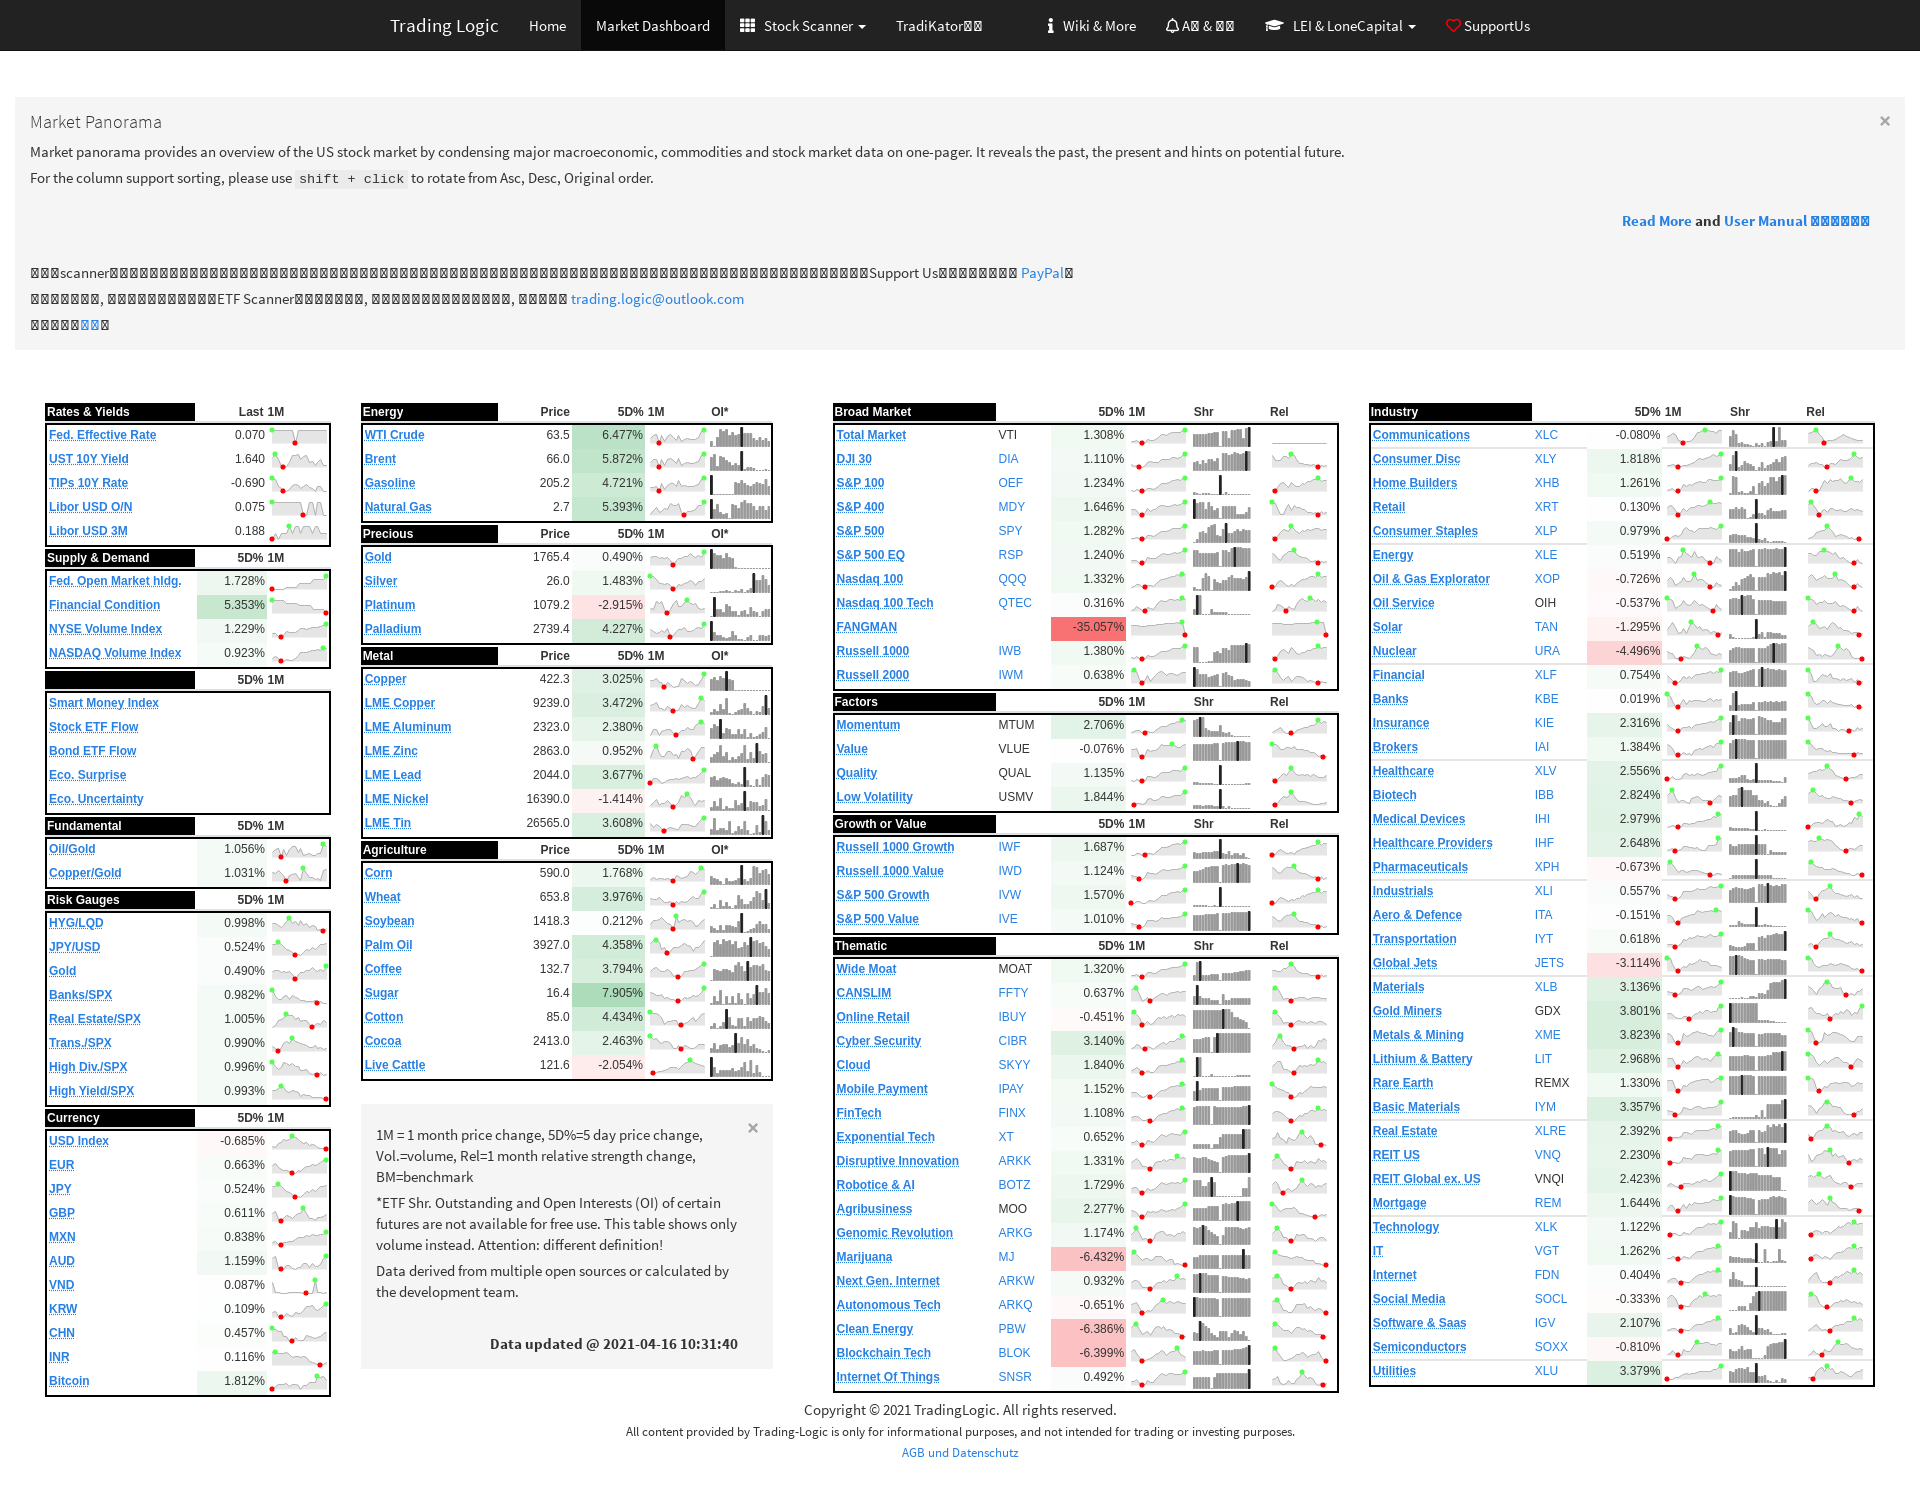 Trading Logic Home Market Dashboard Stock Scanner TradiKator Wiki & More A & LEI & LoneCapital SupportUs
Market Panorama
×
Market panorama provides an overview of the US stock market by condensing major macroeconomic, commodities and stock market data on one-pager. It reveals the past, the present and hints on potential future.
For the column support sorting, please use shift + click to rotate from Asc, Desc, Original order.
Read More and User Manual
scanner Support Us PayPal
, ETF Scanner , , trading.logic@outlook.com
Rates & Yields Last 1M
Fed. Effective Rate 0.070
UST 10Y Yield 1.640
TIPs 10Y Rate -0.690
Libor USD O/N 0.075
Libor USD 3M 0.188
Supply & Demand 5D% 1M
Fed. Open Market hldg. 1.728%
Financial Condition 5.353%
NYSE Volume Index 1.229%
NASDAQ Volume Index 0.923%
5D% 1M
Smart Money Index
Stock ETF Flow
Bond ETF Flow
Eco. Surprise
Eco. Uncertainty
Fundamental 5D% 1M
Oil/Gold 1.056%
Copper/Gold 1.031%
Risk Gauges 5D% 1M
HYG/LQD 0.998%
JPY/USD 0.524%
Gold 0.490%
Banks/SPX 0.982%
Real Estate/SPX 1.005%
Trans./SPX 0.990%
High Div./SPX 0.996%
High Yield/SPX 0.993%
Currency 5D% 1M
USD Index -0.685%
EUR 0.663%
JPY 0.524%
GBP 0.611%
MXN 0.838%
AUD 1.159%
VND 0.087%
KRW 0.109%
CHN 0.457%
INR 0.116%
Bitcoin 1.812%
Energy Price 5D% 1M OI*
WTI Crude 63.5 6.477%
Brent 66.0 5.872%
Gasoline 205.2 4.721%
Natural Gas 2.7 5.393%
Precious Price 5D% 1M OI*
Gold 1765.4 0.490%
Silver 26.0 1.483%
Platinum 1079.2 -2.915%
Palladium 2739.4 4.227%
Metal Price 5D% 1M OI*
Copper 422.3 3.025%
LME Copper 9239.0 3.472%
LME Aluminum 2323.0 2.380%
LME Zinc 2863.0 0.952%
LME Lead 2044.0 3.677%
LME Nickel 16390.0 -1.414%
LME Tin 26565.0 3.608%
Agriculture Price 5D% 1M OI*
Corn 590.0 1.768%
Wheat 653.8 3.976%
Soybean 1418.3 0.212%
Palm Oil 3927.0 4.358%
Coffee 132.7 3.794%
Sugar 16.4 7.905%
Cotton 85.0 4.434%
Cocoa 2413.0 2.463%
Live Cattle 121.6 -2.054%
×
1M = 1 month price change, 5D%=5 day price change,
Vol.=volume, Rel=1 month relative strength change,
BM=benchmark
*ETF Shr. Outstanding and Open Interests (OI) of certain
futures are not available for free use. This table shows only
volume instead. Attention: different definition!
Data derived from multiple open sources or calculated by
the development team.
Data updated @ 2021-04-16 10:31:40
Broad Market 5D% 1M Shr Rel
Total Market VTI 1.308%
DJI 30 DIA 1.110%
S&P 100 OEF 1.234%
S&P 400 MDY 1.646%
S&P 500 SPY 1.282%
S&P 500 EQ RSP 1.240%
Nasdaq 100 QQQ 1.332%
Nasdaq 100 Tech QTEC 0.316%
FANGMAN -35.057%
Russell 1000 IWB 1.380%
Russell 2000 IWM 0.638%
Factors 5D% 1M Shr Rel
Momentum MTUM 2.706%
Value VLUE -0.076%
Quality QUAL 1.135%
Low Volatility USMV 1.844%
Growth or Value 5D% 1M Shr Rel
Russell 1000 Growth IWF 1.687%
Russell 1000 Value IWD 1.124%
S&P 500 Growth IVW 1.570%
S&P 500 Value IVE 1.010%
Thematic 5D% 1M Shr Rel
Wide Moat MOAT 1.320%
CANSLIM FFTY 0.637%
Online Retail IBUY -0.451%
Cyber Security CIBR 3.140%
Cloud SKYY 1.840%
Mobile Payment IPAY 1.152%
FinTech FINX 1.108%
Exponential Tech XT 0.652%
Disruptive Innovation ARKK 1.331%
Robotice & AI BOTZ 1.729%
Agribusiness MOO 2.277%
Genomic Revolution ARKG 1.174%
Marijuana MJ -6.432%
Next Gen. Internet ARKW 0.932%
Autonomous Tech ARKQ -0.651%
Clean Energy PBW -6.386%
Blockchain Tech BLOK -6.399%
Internet Of Things SNSR 0.492%
Industry 5D% 1M Shr Rel
Communications XLC -0.080%
Consumer Disc XLY 1.818%
Home Builders XHB 1.261%
Retail XRT 0.130%
Consumer Staples XLP 0.979%
Energy XLE 0.519%
Oil & Gas Explorator XOP -0.726%
Oil Service OIH -0.537%
Solar TAN -1.295%
Nuclear URA -4.496%
Financial XLF 0.754%
Banks KBE 0.019%
Insurance KIE 2.316%
Brokers IAI 1.384%
Healthcare XLV 2.556%
Biotech IBB 2.824%
Medical Devices IHI 2.979%
Healthcare Providers IHF 2.648%
Pharmaceuticals XPH -0.673%
Industrials XLI 0.557%
Aero & Defence ITA -0.151%
Transportation IYT 0.618%
Global Jets JETS -3.114%
Materials XLB 3.136%
Gold Miners GDX 3.801%
Metals & Mining XME 3.823%
Lithium & Battery LIT 2.968%
Rare Earth REMX 1.330%
Basic Materials IYM 3.357%
Real Estate XLRE 2.392%
REIT US VNQ 2.230%
REIT Global ex. US VNQI 2.423%
Mortgage REM 1.644%
Technology XLK 1.122%
IT VGT 1.262%
Internet FDN 0.404%
Social Media SOCL -0.333%
Software & Saas IGV 2.107%
Semiconductors SOXX -0.810%
Utilities XLU 3.379%
Copyright © 2021 TradingLogic. All rights reserved.
All content provided by Trading-Logic is only for informational purposes, and not intended for trading or investing purposes.
AGB und Datenschutz